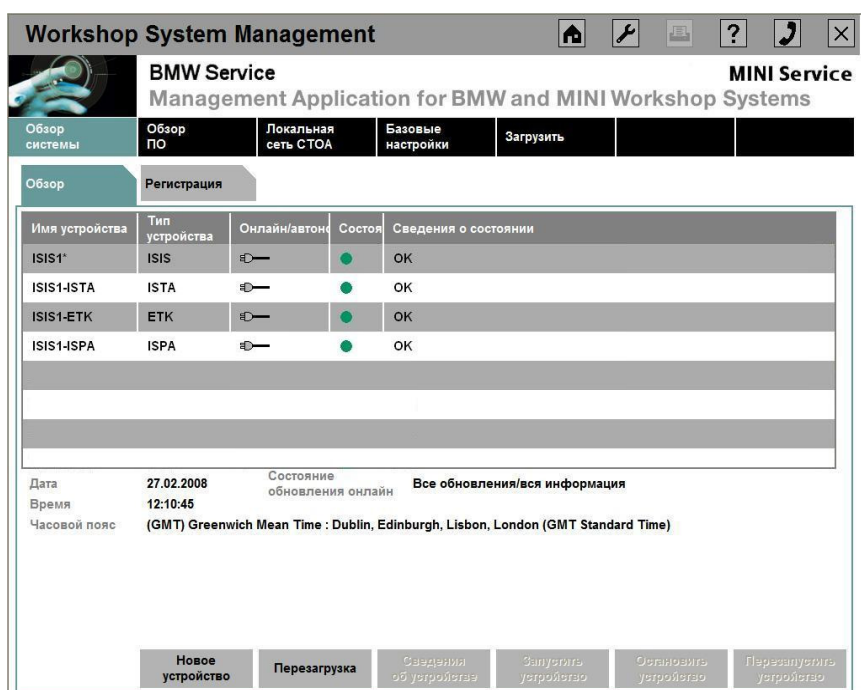 Workshop System Management
?
BMW Service
MINI Service
Management Application for BMW and MINI Workshop Systems
Обзор
системы
Обзор
ПО
Локальная
сеть СТОА
Базовые
настройки
Загрузить
Обзор
Регистрация
Имя устройства
Тип
устройства
Онлайн/автоно
Состоя
Сведения о состоянии
ISIS1* ISIS OK
ISIS1-ISTA ISTA OK
ISIS1-ETK ETK OK
ISIS1-ISPA ISPA OK
Дата 27.02.2008
Состояние
обновления онлайн
Все обновления/вся информация
Время 12:10:45
Часовой пояс (GMT) Greenwich Mean Time : Dublin, Edinburgh, Lisbon, London (GMT Standard Time)
Новое
устройство
Перезагрузка
Сведения
об устройстве
Запустить
устройство
Остановить
устройство
Перезапустить
устройство